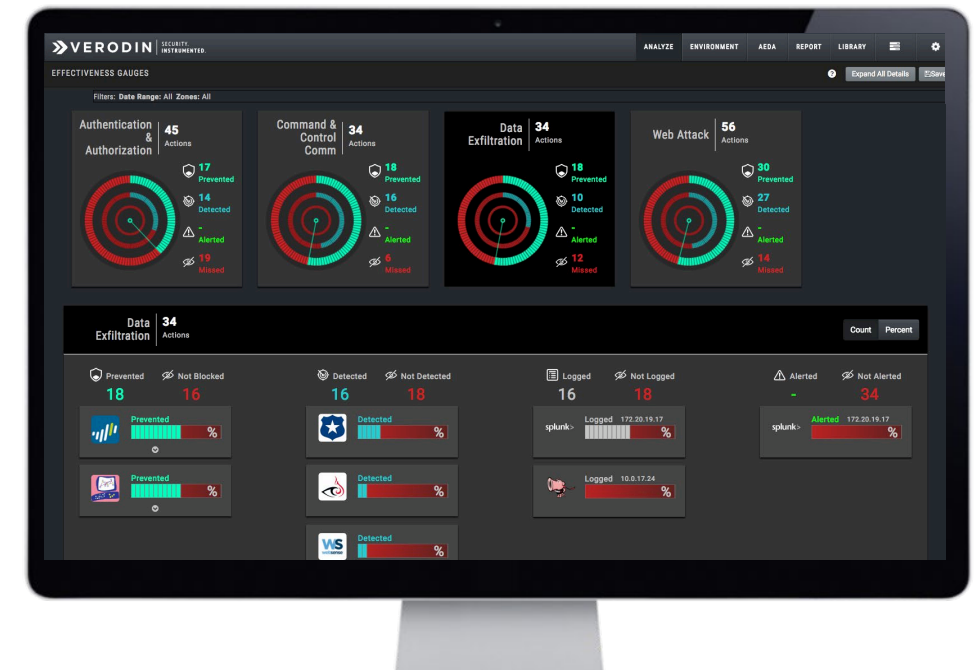 VERODIN SECURITY. INSTRUMENTED.
ANALYZE ENVIRONMENT AEDA REPORT LIBRARY
EFFECTIVENESS GAUGES
? Expand All Details Save
Filters: Date Range: All Zones: All
Authentication & Authorization
45 Actions
17 Prevented
14 Detected
- Alerted
19 Missed
Command & Control Comm
34 Actions
18 Prevented
16 Detected
- Alerted
6 Missed
Data Exfiltration
34 Actions
18 Prevented
10 Detected
- Alerted
12 Missed
Web Attack
56 Actions
30 Prevented
27 Detected
- Alerted
14 Missed
Data Exfiltration
34 Actions
Count Percent
Prevented Not Blocked
18 16
Prevented
%
Prevented
%
Detected Not Detected
16 18
Detected
%
Detected
%
WS
websense
Detected
%
Logged Not Logged
16 18
splunk>
Logged 172.20.19.17
%
Logged 10.0.17.24
%
Alerted Not Alerted
- 34
splunk>
Alerted 172.20.19.17
%